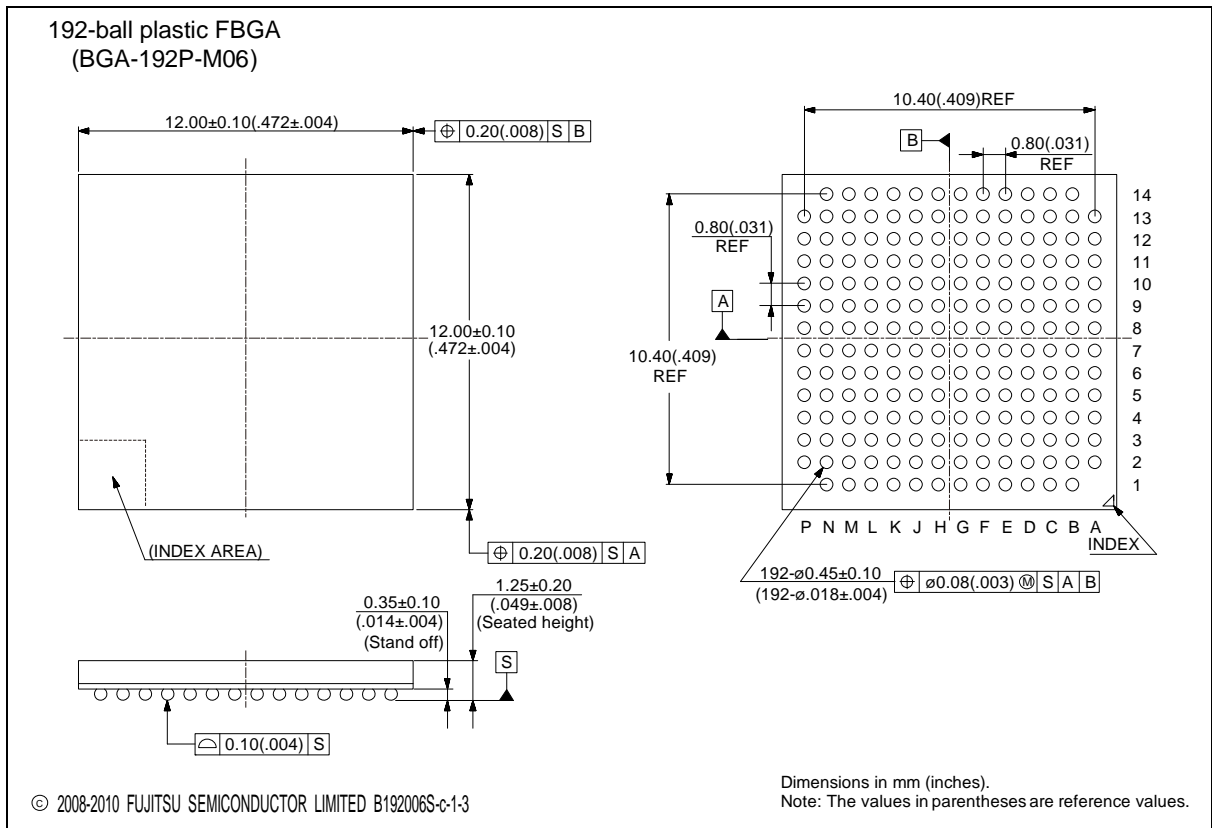 192-ball plastic FBGA
(BGA-192P-M06)
12.00±0.10(.472±.004)
⌖ 0.20(.008) S B
12.00±0.10
(.472±.004)
(INDEX AREA)
⌖ 0.20(.008) S A
10.40(.409)REF
B
0.80(.031)
REF
0.80(.031)
REF
A
10.40(.409)
REF
14
13
12
11
10
9
8
7
6
5
4
3
2
1
P N M L K J H G F E D C B A
INDEX
192-ø0.45±0.10
(192-ø.018±.004)
⌖ ø0.08(.003) Ⓜ S A B
0.35±0.10
(.014±.004)
(Stand off)
1.25±0.20
(.049±.008)
(Seated height)
S
⌓ 0.10(.004) S
© 2008-2010 FUJITSU SEMICONDUCTOR LIMITED B192006S-c-1-3
Dimensions in mm (inches).
Note: The values in parentheses are reference values.